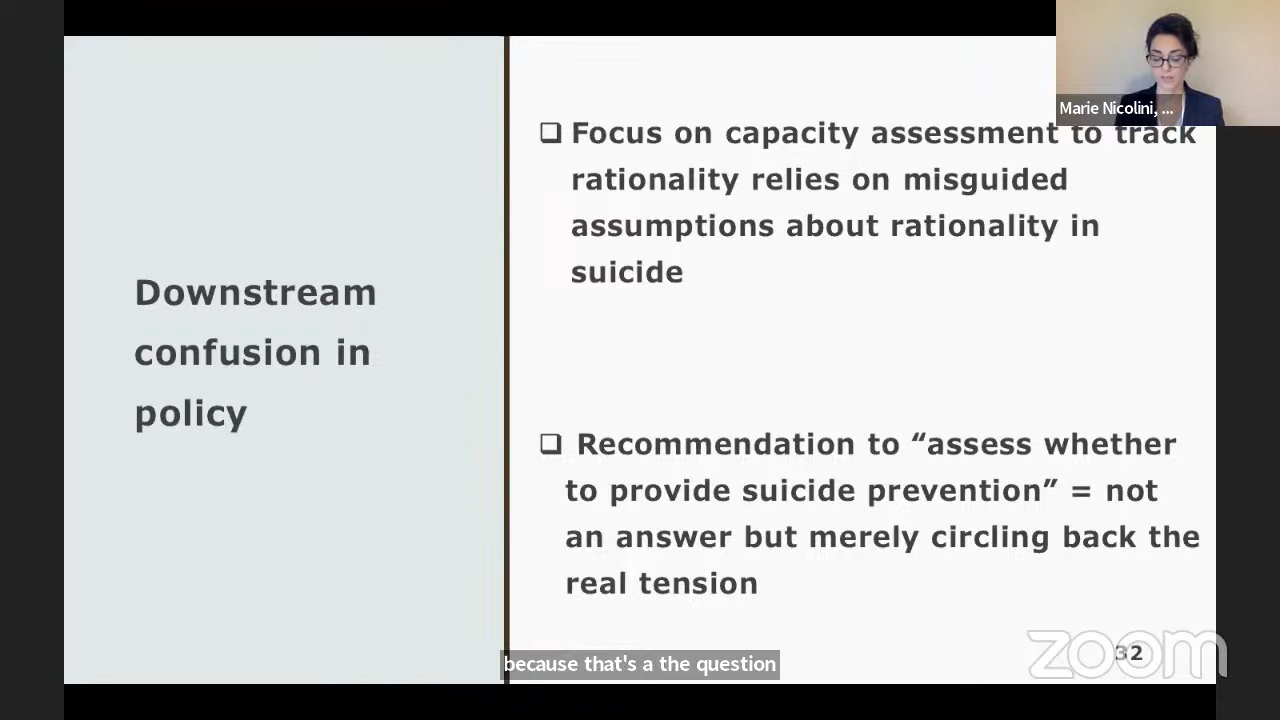 Marie Nicolini, ...
Downstream
confusion in
policy
❑ Focus on capacity assessment to track
rationality relies on misguided
assumptions about rationality in
suicide
❑ Recommendation to “assess whether
to provide suicide prevention” = not
an answer but merely circling back the
real tension
because that's a the question
32
zoom